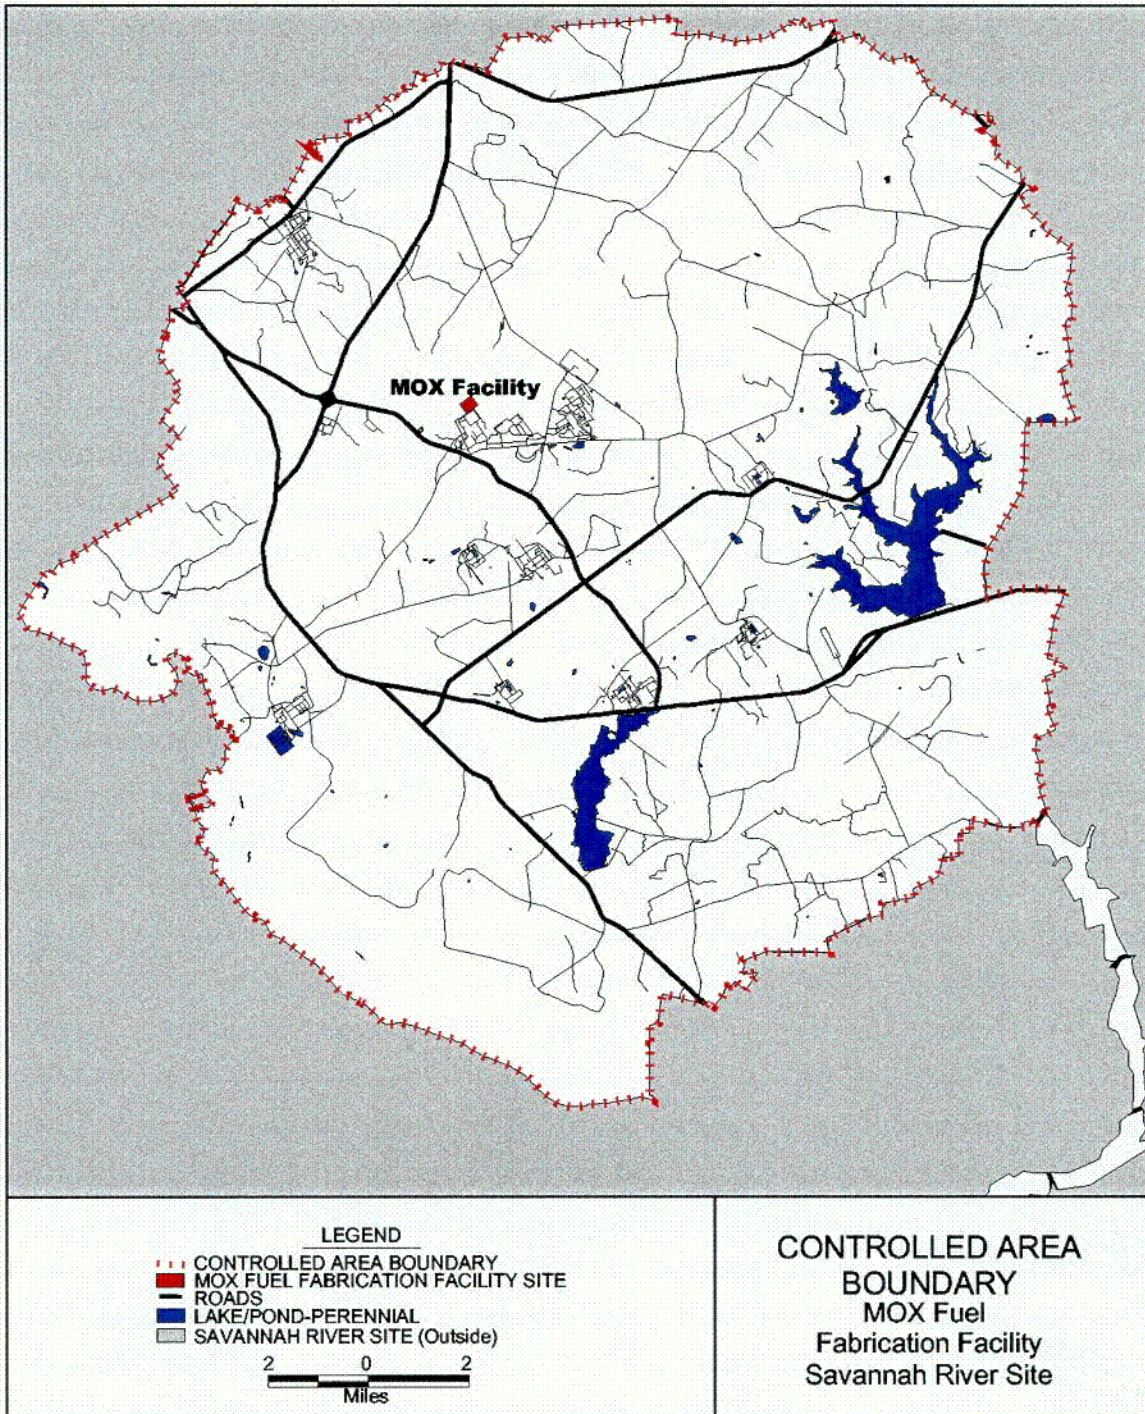 MOX Facility
LEGEND
CONTROLLED AREA BOUNDARY
MOX FUEL FABRICATION FACILITY SITE
ROADS
LAKE/POND-PERENNIAL
SAVANNAH RIVER SITE (Outside)
2 0 2
Miles
CONTROLLED AREA
BOUNDARY
MOX Fuel
Fabrication Facility
Savannah River Site